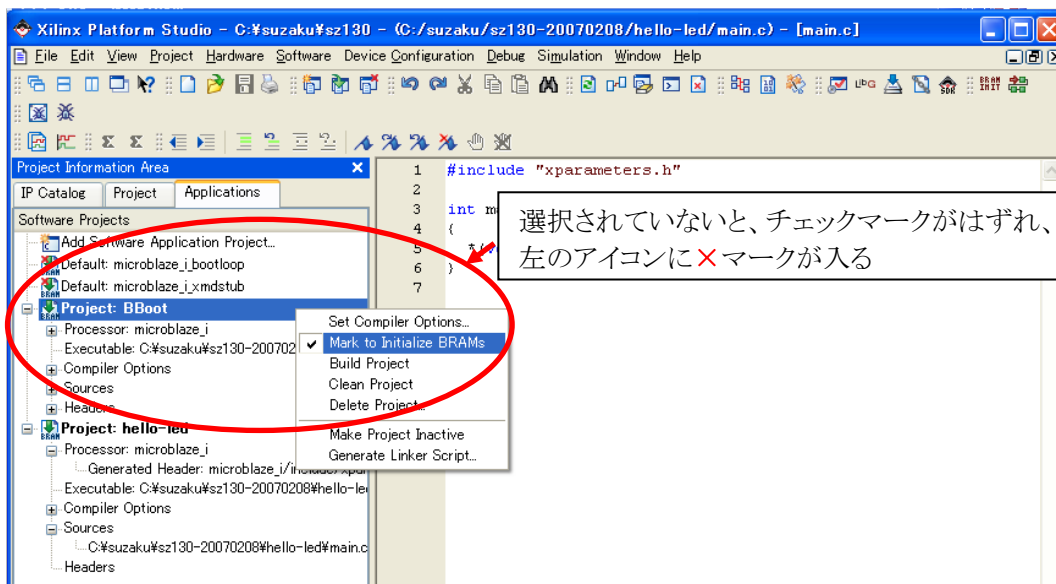 Xilinx Platform Studio - C:¥suzaku¥sz130 - (C:/suzaku/sz130-20070208/hello-led/main.c) - [main.c]
File Edit View Project Hardware Software Device Configuration Debug Simulation Window Help
Project Information Area
IP Catalog Project Applications
Software Projects
Add Software Application Project...
Default: microblaze_i_bootloop
Default: microblaze_i_xmdstub
Project: BBoot
Processor: microblaze_i
Executable: C:¥suzaku¥sz130-200702
Compiler Options
Sources
Headers
Project: hello-led
Processor: microblaze_i
Generated Header: microblaze_i/include/xpar
Executable: C:¥suzaku¥sz130-20070208¥hello-led
Compiler Options
Sources
C:¥suzaku¥sz130-20070208¥hello-led¥main.c
Headers
Set Compiler Options...
Mark to Initialize BRAMs
Build Project
Clean Project
Delete Project...
Make Project Inactive
Generate Linker Script...
1 #include "xparameters.h"
2
3 int m
4 {
5
6 }
7
選択されていないと、チェックマークがはずれ、
左のアイコンに×マークが入る